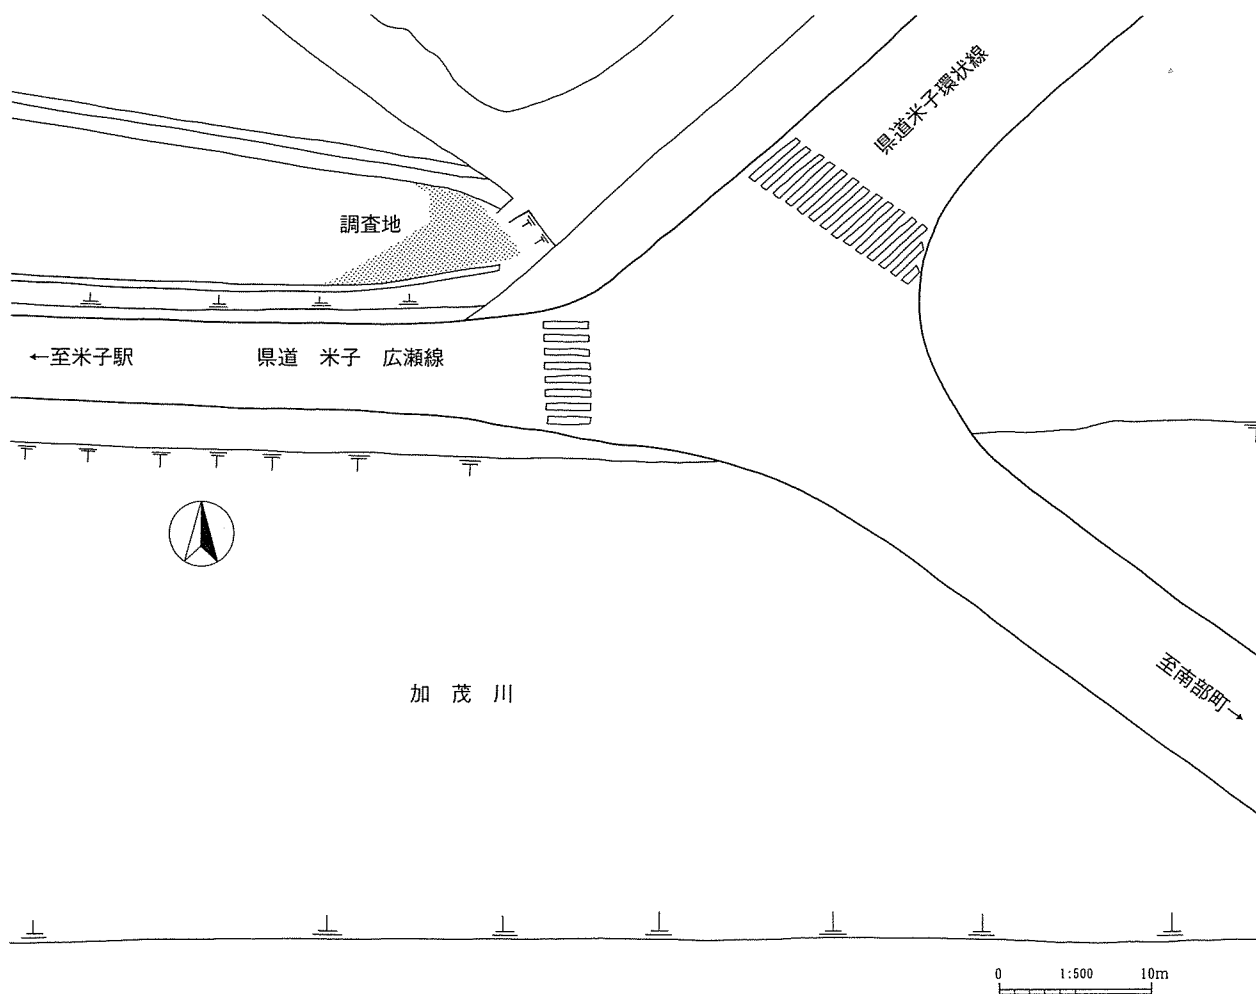 県道米子環状線
調査地
←至米子駅
県道 米子 広瀬線
至南部町→
加 茂 川
0 1:500 10m